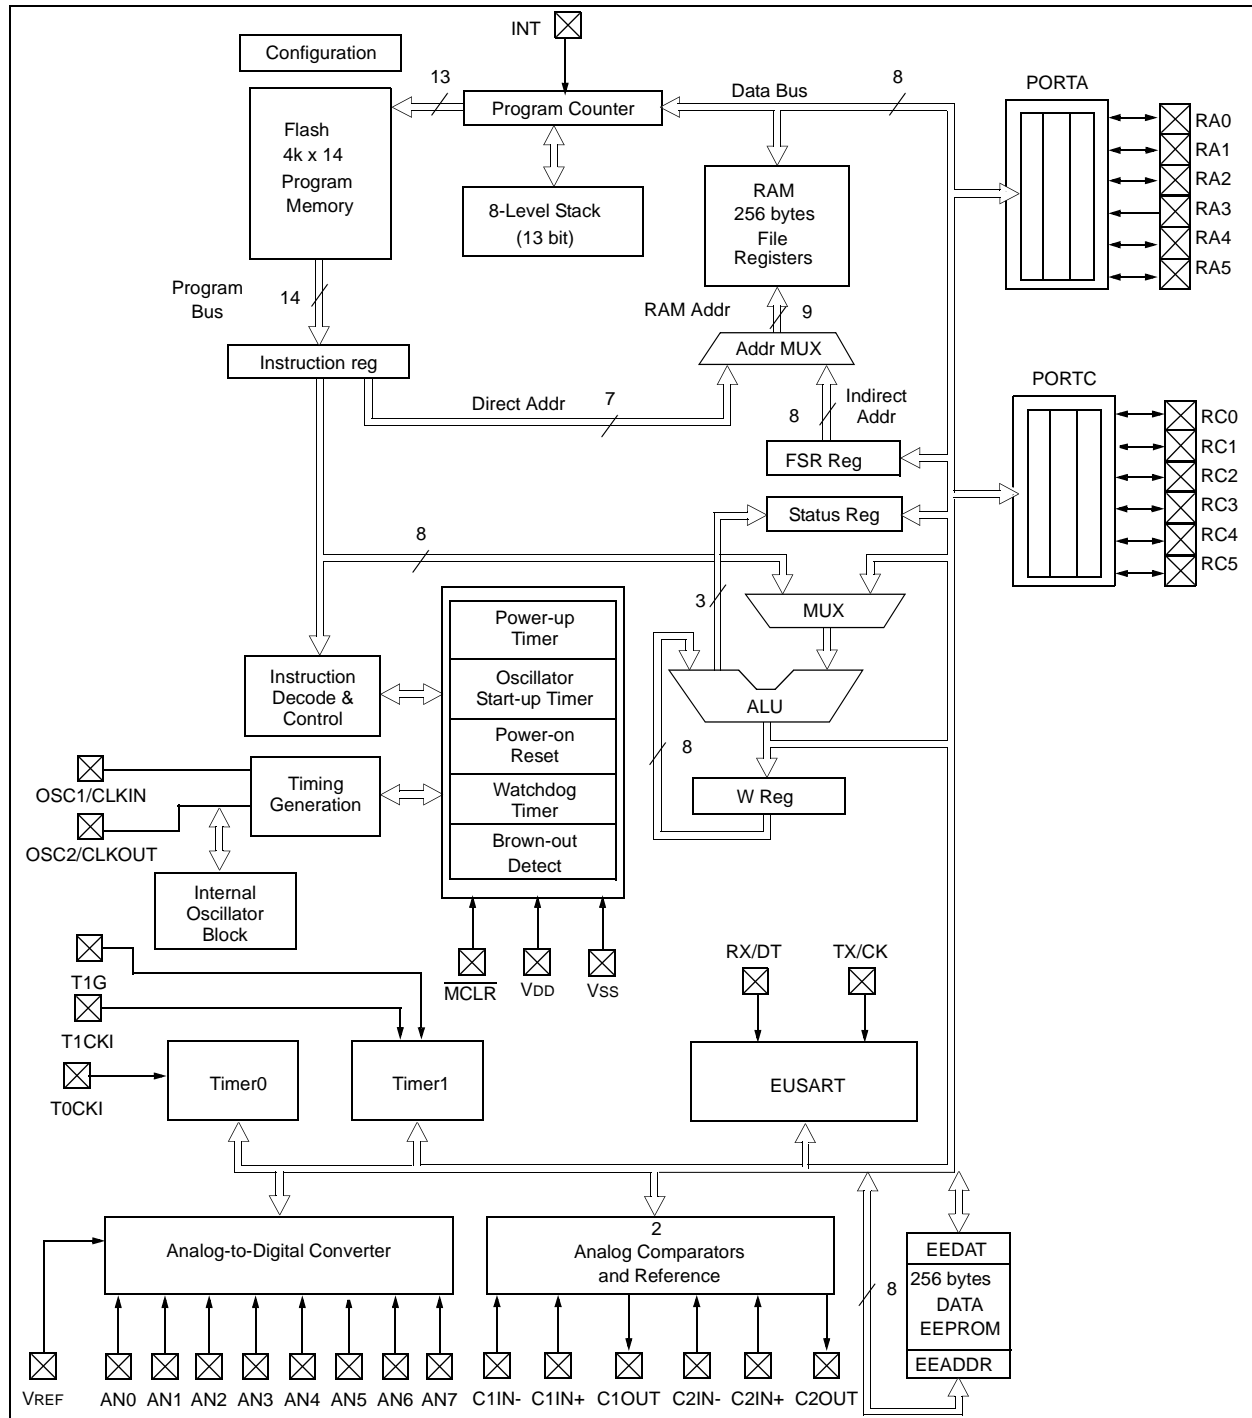 INT
Configuration
13
Program Counter
Data Bus
8
PORTA
Flash
4k x 14
Program
Memory
8-Level Stack
(13 bit)
RAM
256 bytes
File
Registers
RA0
RA1
RA2
RA3
RA4
RA5
Program
Bus
14
RAM Addr
9
Addr MUX
Instruction reg
Direct Addr
7
8
Indirect
Addr
FSR Reg
PORTC
RC0
RC1
RC2
RC3
RC4
RC5
Status Reg
8
3
MUX
Power-up
Timer
Oscillator
Start-up Timer
Power-on
Reset
Watchdog
Timer
Brown-out
Detect
Instruction
Decode &
Control
ALU
8
W Reg
OSC1/CLKIN
Timing
Generation
OSC2/CLKOUT
Internal
Oscillator
Block
MCLR
VDD
VSS
RX/DT
TX/CK
T1G
T1CKI
T0CKI
Timer0
Timer1
EUSART
Analog-to-Digital Converter
2
Analog Comparators
and Reference
8
EEDAT
256 bytes
DATA
EEPROM
EEADDR
VREF
AN0
AN1
AN2
AN3
AN4
AN5
AN6
AN7
C1IN-
C1IN+
C1OUT
C2IN-
C2IN+
C2OUT